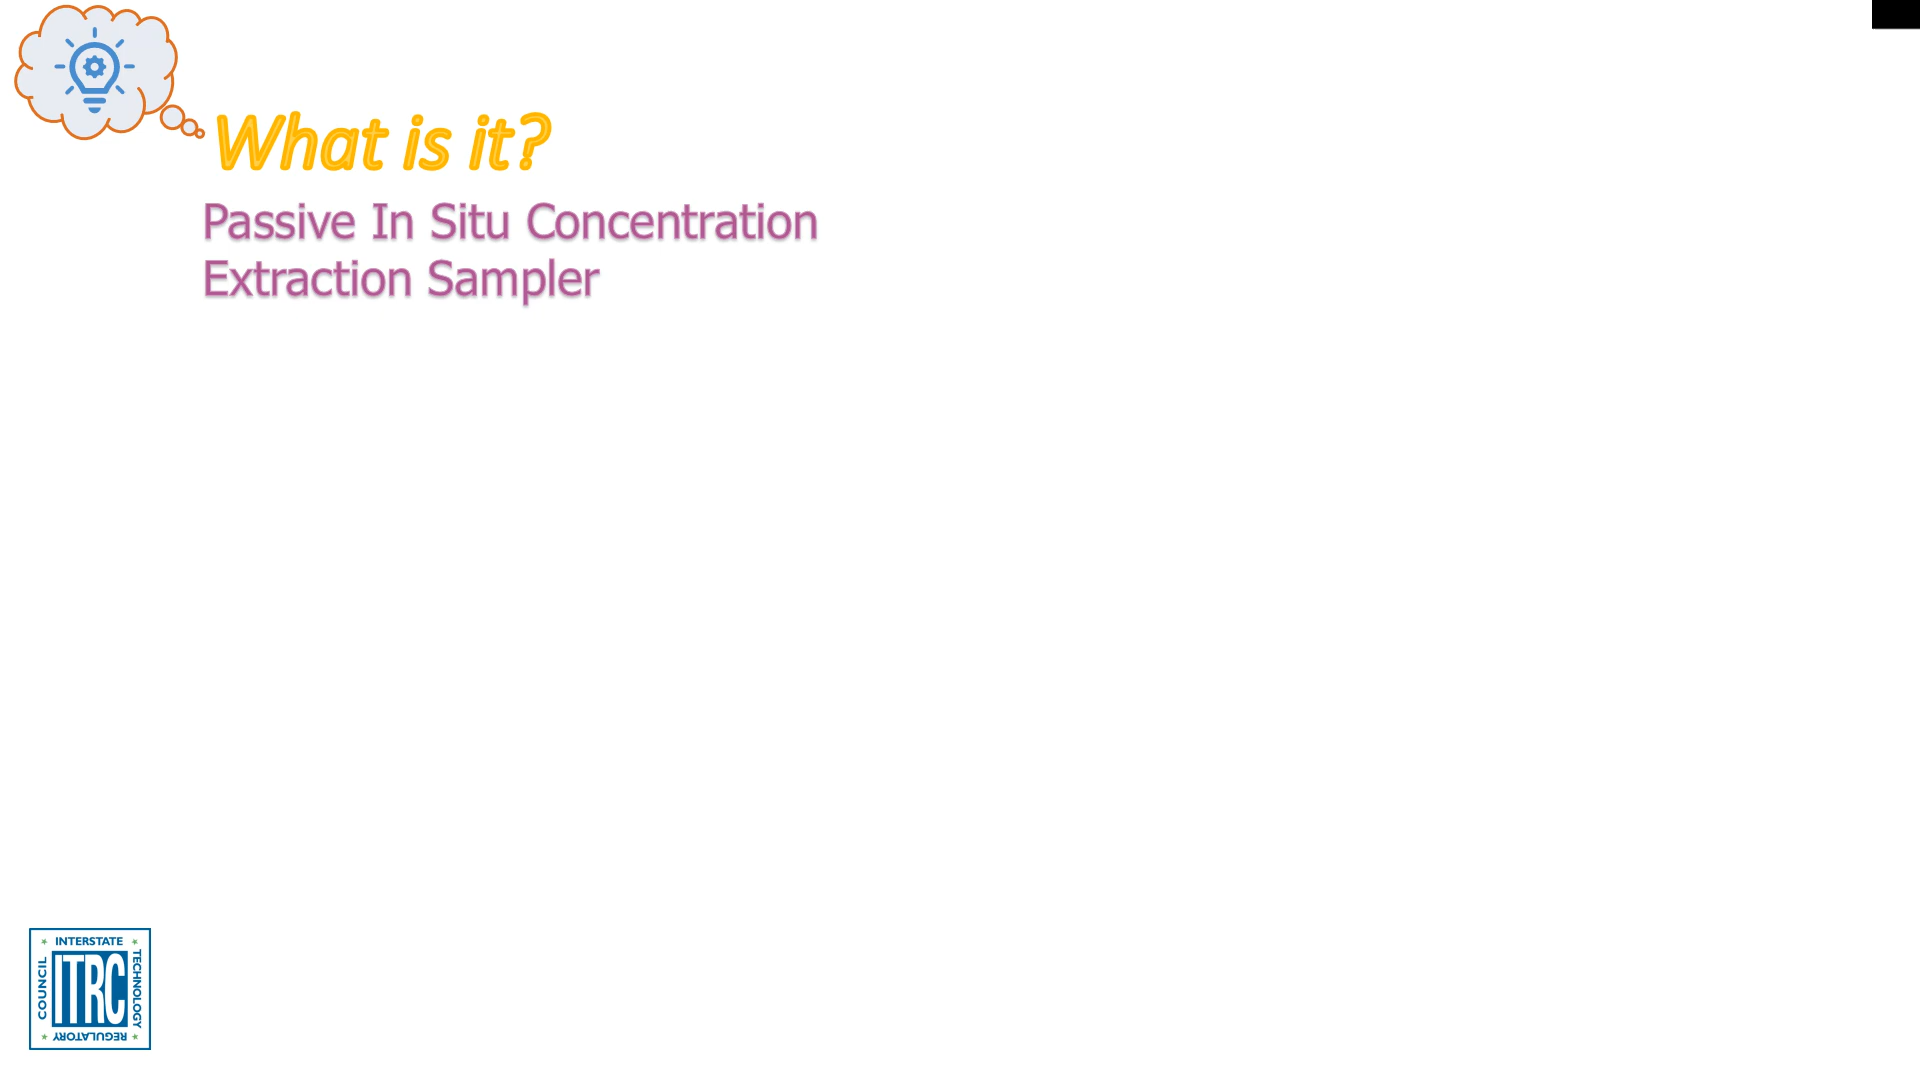 What is it?
Passive In Situ Concentration
Extraction Sampler
INTERSTATE
COUNCIL
ITRC
TECHNOLOGY
REGULATORY